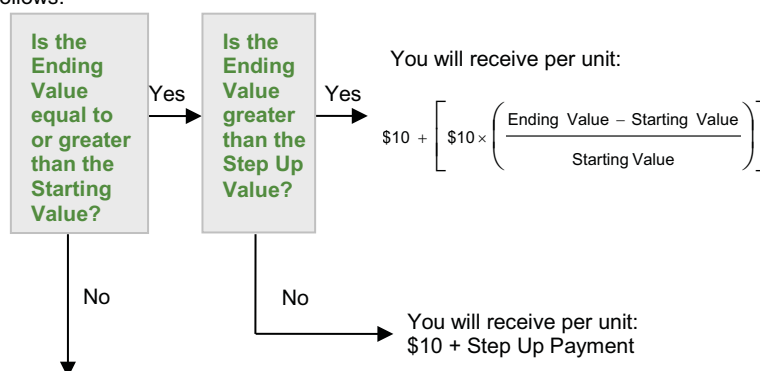 ollows:
Is the
Ending
Value
equal to
or greater
than the
Starting
Value?
Yes
Is the
Ending
Value
greater
than the
Step Up
Value?
Yes
You will receive per unit:
$10 + [ $10 × ( Ending Value – Starting Value / Starting Value ) ]
No
No
You will receive per unit:
$10 + Step Up Payment